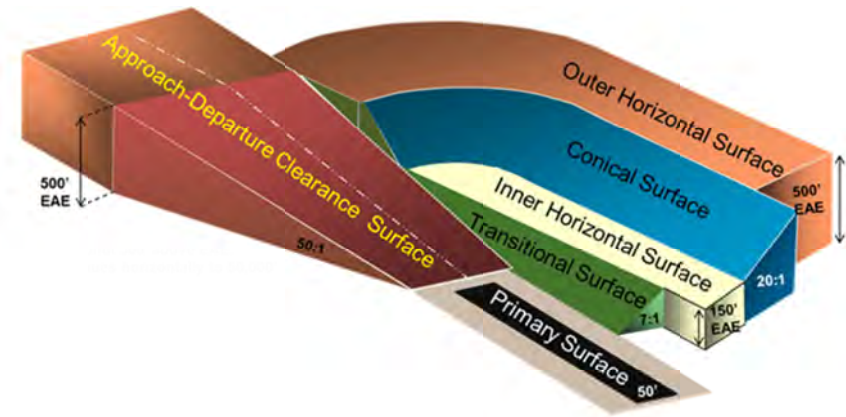 Outer Horizontal Surface
Approach-Departure Clearance Surface
Conical Surface
500'
EAE
500'
EAE
Inner Horizontal Surface
Transitional Surface
50:1
20:1
150'
EAE
7:1
Primary Surface
50'